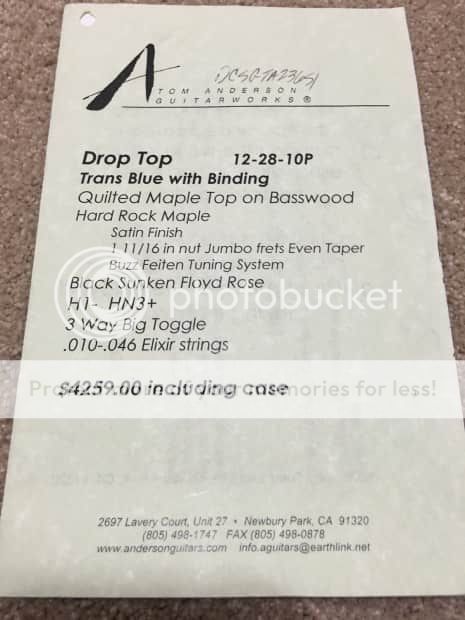 TOM ANDERSON
GUITARWORKS ®
Drop Top 12-28-10P
Trans Blue with Binding
Quilted Maple Top on Basswood
Hard Rock Maple
Satin Finish
1 11/16 in nut Jumbo frets Even Taper
Buzz Feiten Tuning System
Black Sunken Floyd Rose
H1- HN3+
3 Way Big Toggle
.010-.046 Elixir strings
photobucket
$4259.00 including case
2697 Lavery Court, Unit 27 • Newbury Park, CA 91320
(805) 498-1747 FAX (805) 498-0878
www.andersonguitars.com info.aguitars@earthlink.net